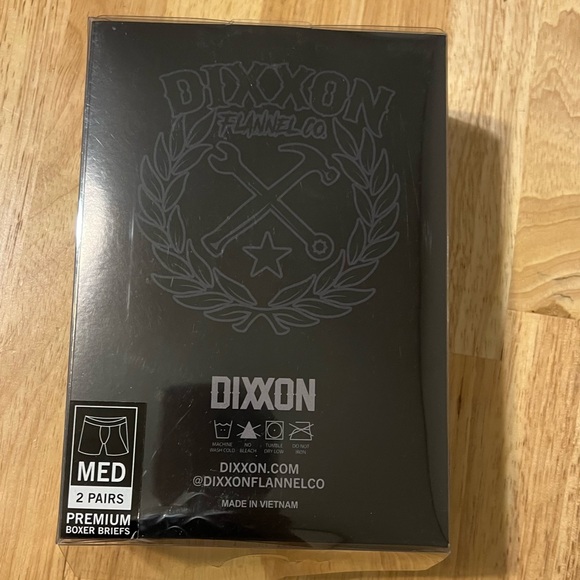 DIXXON
FLANNEL CO.
DIXXON
MACHINE WASH COLD
NO BLEACH
TUMBLE DRY LOW
DO NOT IRON
DIXXON.COM
@DIXXONFLANNELCO
MADE IN VIETNAM
MED
2 PAIRS
PREMIUM
BOXER BRIEFS